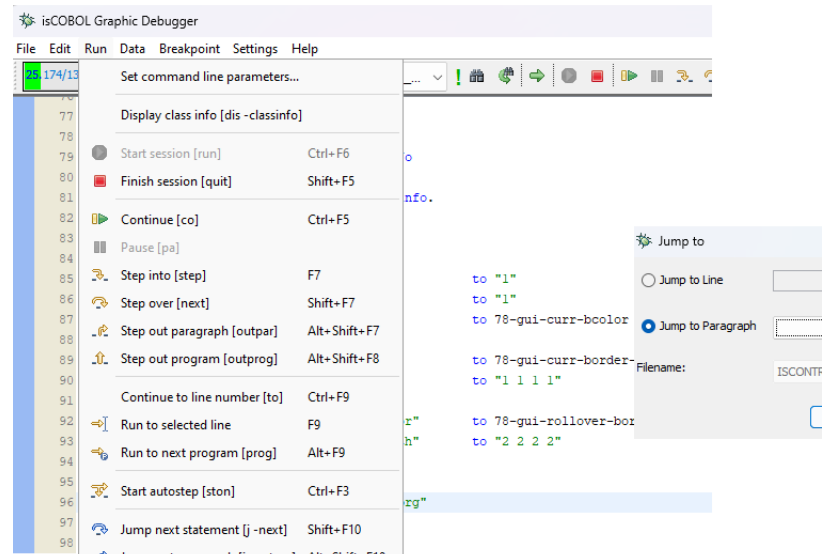 isCOBOL Graphic Debugger
File Edit Run Data Breakpoint Settings Help
25.174/13
Set command line parameters...
Display class info [dis -classinfo]
77
78
79
80
81
82
83
84
85
86
87
88
89
90
91
92
93
94
95
96
97
98
Start session [run] Ctrl+F6
Finish session [quit] Shift+F5
Continue [co] Ctrl+F5
Pause [pa]
Step into [step] F7
Step over [next] Shift+F7
Step out paragraph [outpar] Alt+Shift+F7
Step out program [outprog] Alt+Shift+F8
Continue to line number [to] Ctrl+F9
Run to selected line F9
Run to next program [prog] Alt+F9
Start autostep [ston] Ctrl+F3
Jump next statement [j -next] Shift+F10
o
nfo.
to "1"
to "1"
to 78-gui-curr-bcolor
to 78-gui-curr-border-
to "1 1 1 1"
r" to 78-gui-rollover-bor
h" to "2 2 2 2"
rg"
Jump to
Jump to Line
Jump to Paragraph
Filename: ISCONTR